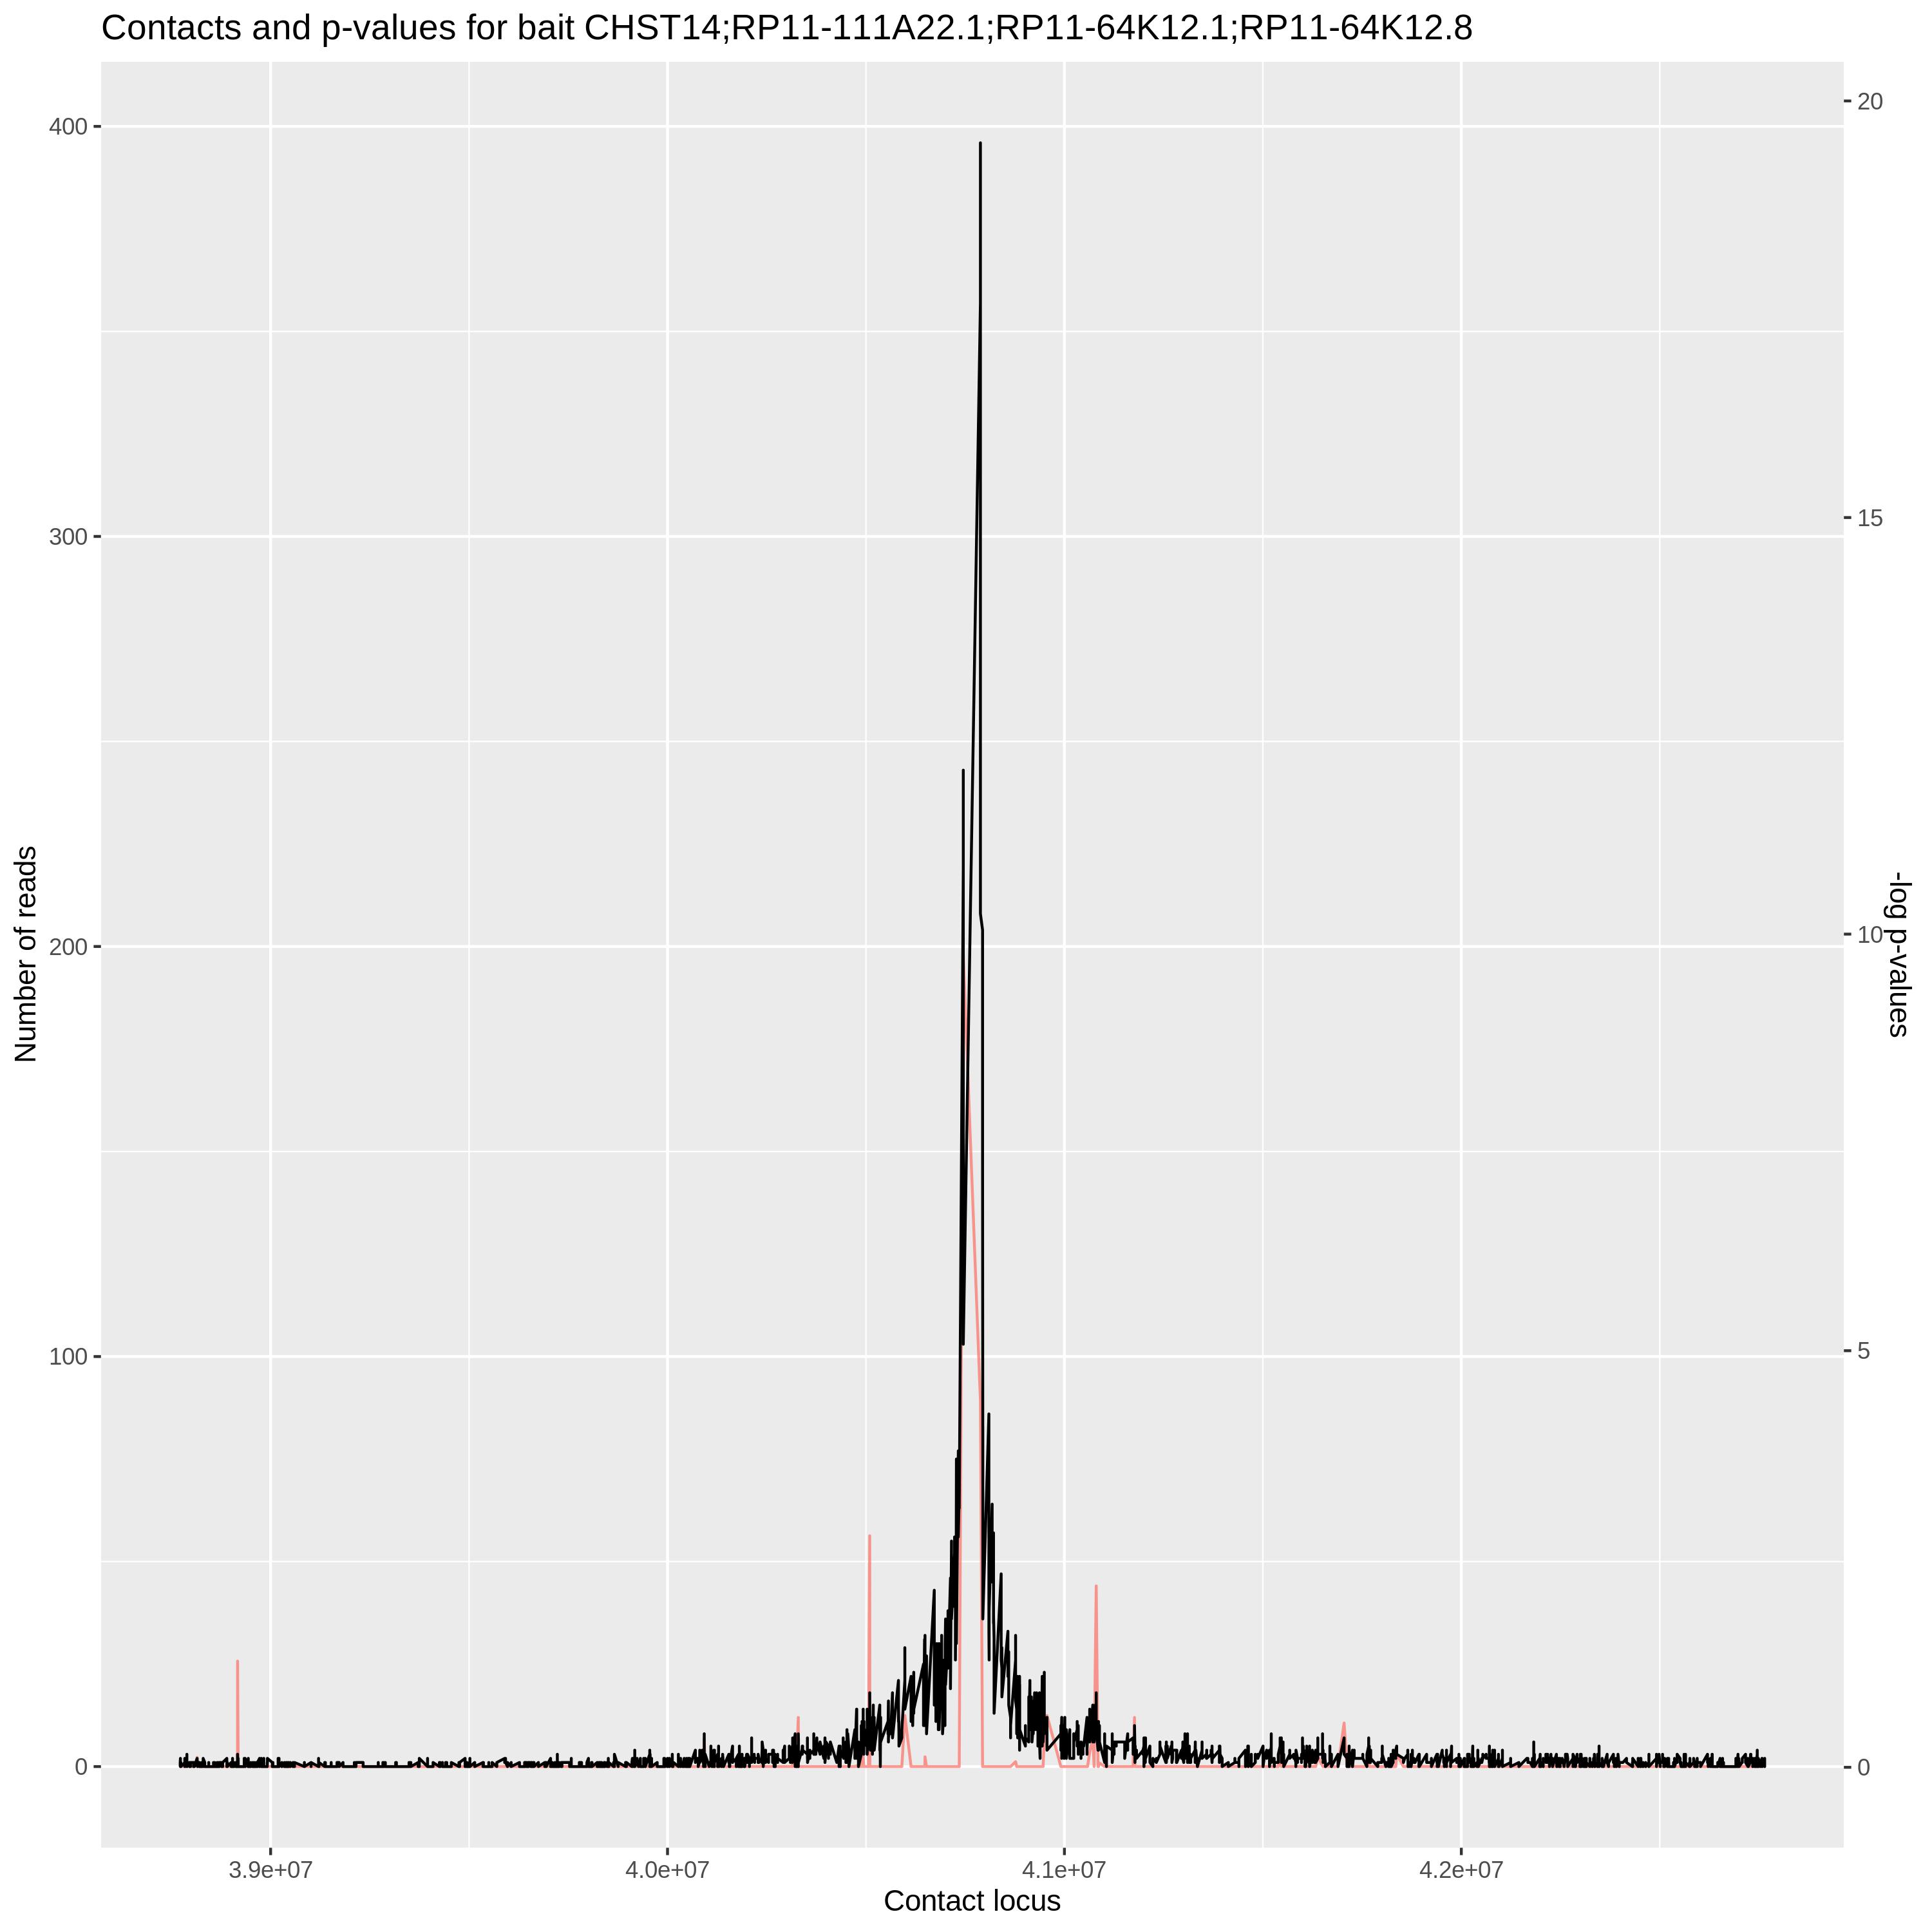 Contacts and p-values for bait CHST14;RP11-111A22.1;RP11-64K12.1;RP11-64K12.8
400
300
200
100
0
Number of reads
20
15
10
5
0
-log p-values
3.9e+07
4.0e+07
4.1e+07
4.2e+07
Contact locus